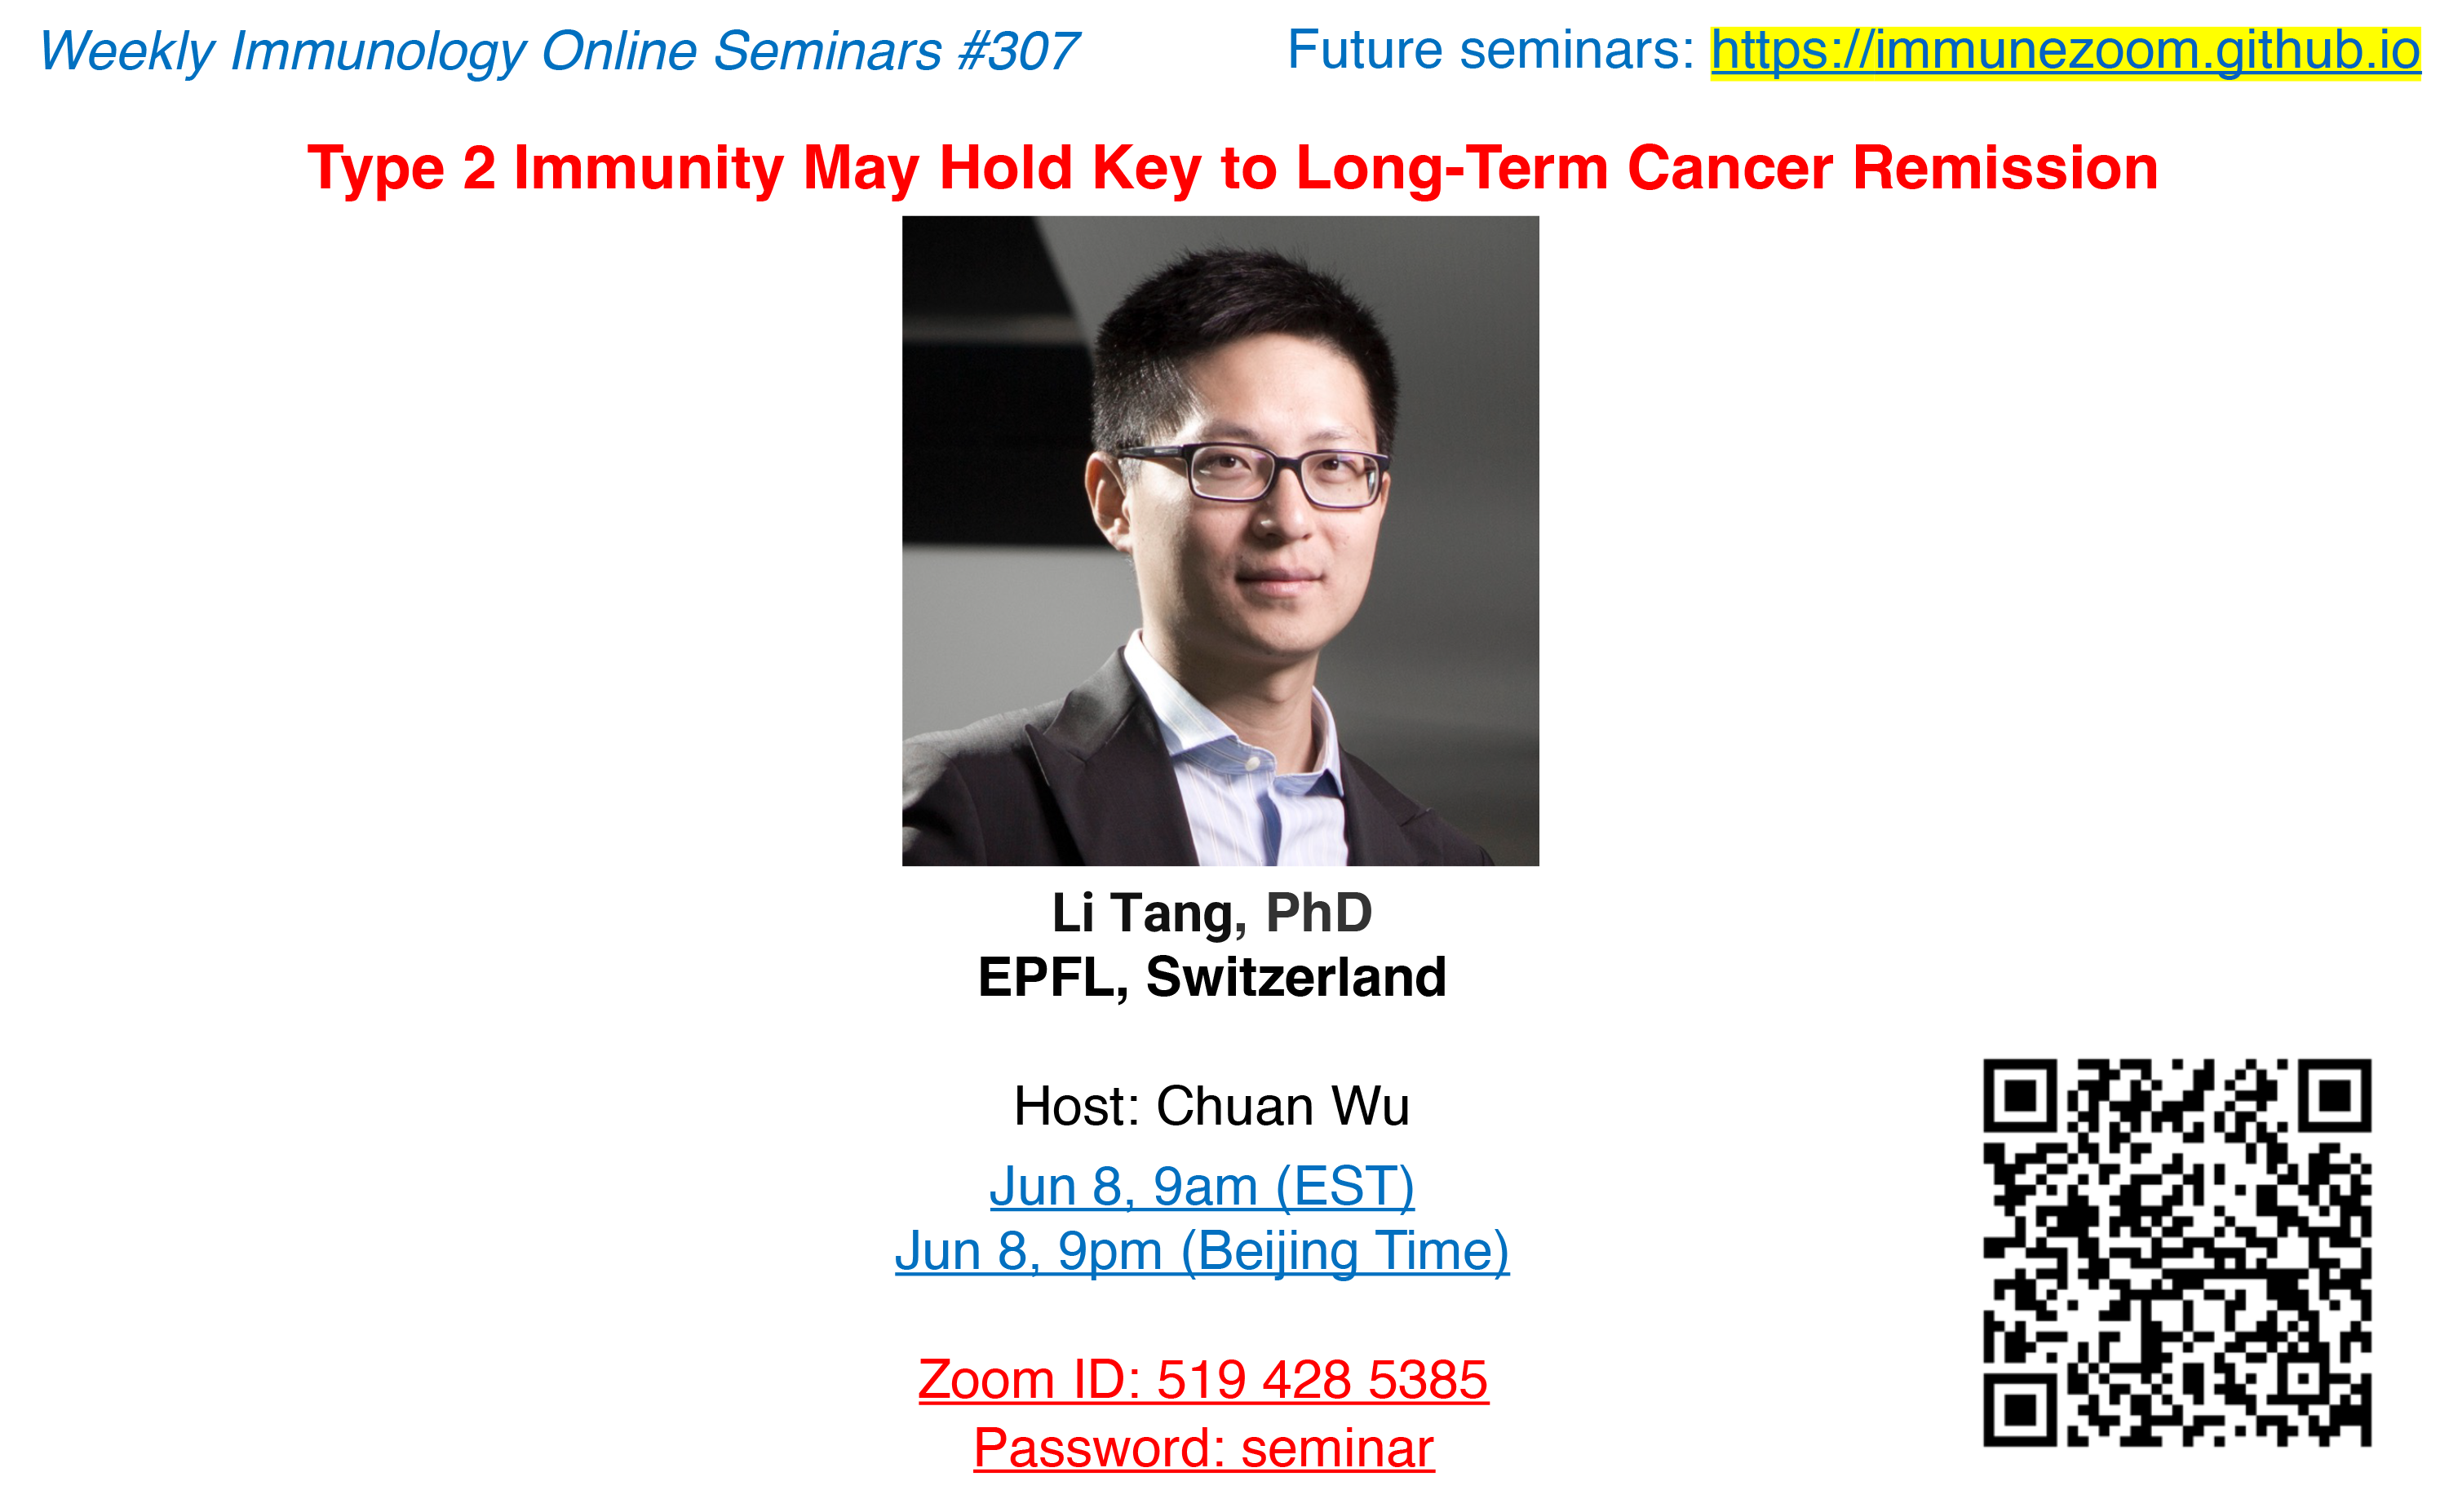 Weekly Immunology Online Seminars #307
Future seminars: https://immunezoom.github.io
Type 2 Immunity May Hold Key to Long-Term Cancer Remission
Li Tang, PhD
EPFL, Switzerland
Host: Chuan Wu
Jun 8, 9am (EST)
Jun 8, 9pm (Beijing Time)
Zoom ID: 519 428 5385
Password: seminar